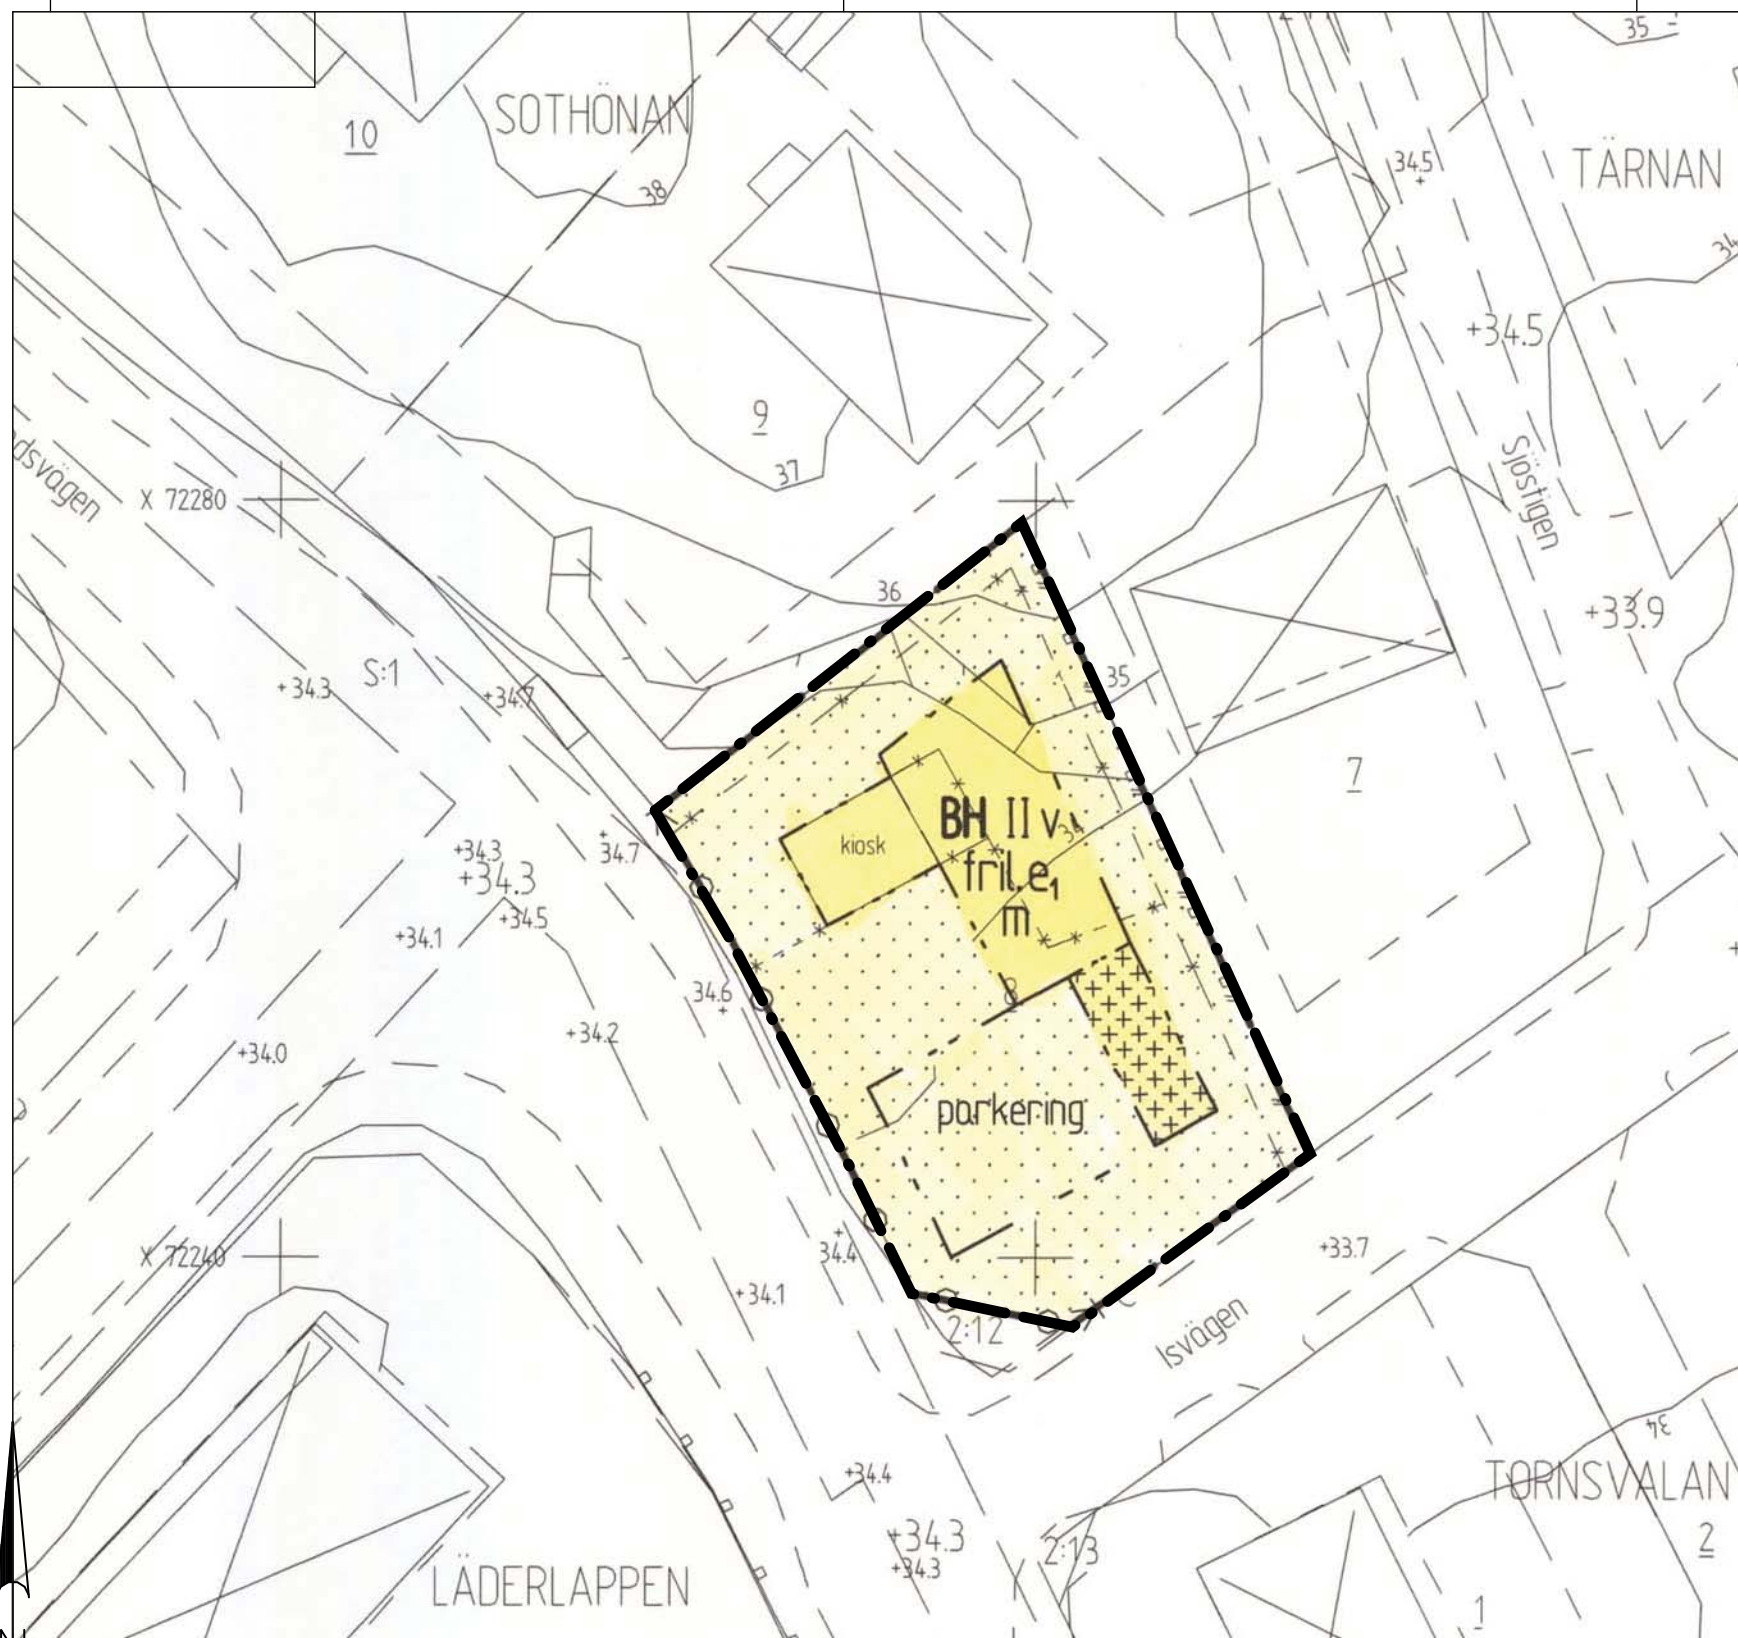 35
SOTHÖNAN
10
34.5
TÄRNAN
38
34
+34.5
9
37
dsvägen
X 72280
Sjöstigen
36
+33.9
S:1
+34.3
+34.7
35
7
BH II v
34
kiosk
+34.3
34.7
fril.e₁
+34.3
m
+34.5
+34.1
34.6
8
+34.2
+34.0
parkering
X 72240
34.4
+33.7
+34.1
2:12
Isvägen
34
+34.4
TORNSVALAN
+34.3
2:13
2
+34.3
LÄDERLAPPEN
1